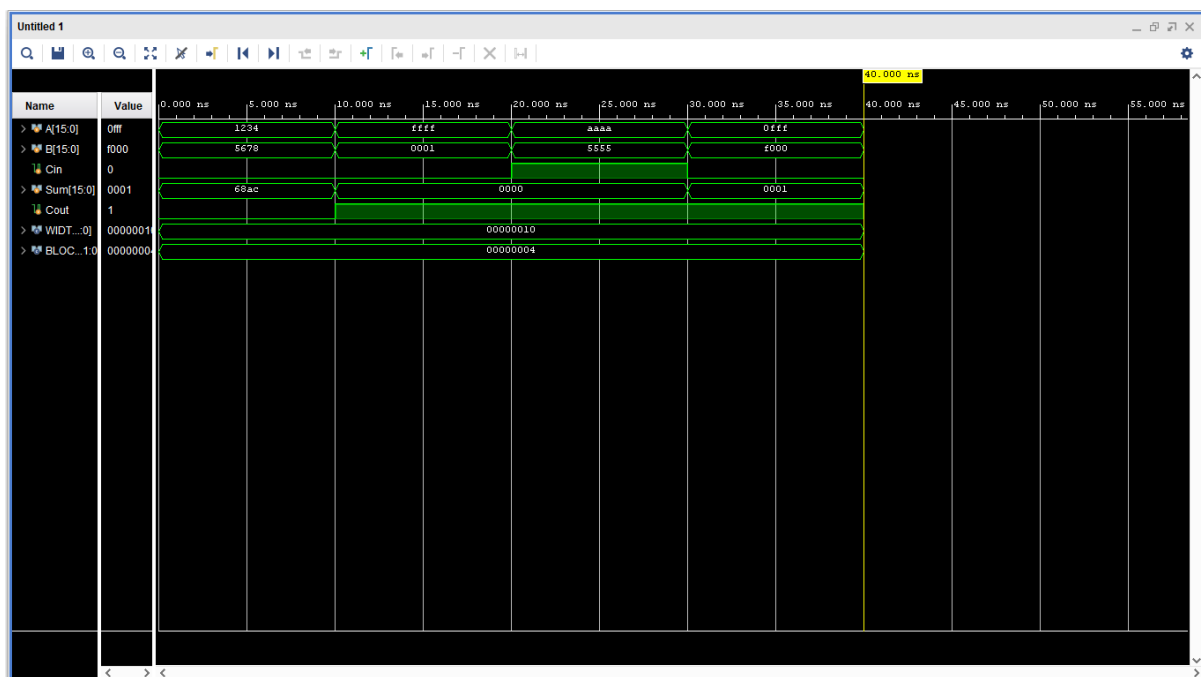 Untitled 1
40.000 ns
Name Value 0.000 ns 5.000 ns 10.000 ns 15.000 ns 20.000 ns 25.000 ns 30.000 ns 35.000 ns 40.000 ns 45.000 ns 50.000 ns 55.000 ns
A[15:0] 0fff 1234 ffff aaaa 0fff
B[15:0] f000 5678 0001 5555 f000
Cin 0
Sum[15:0] 0001 68ac 0000 0001
Cout 1
WIDT...:0] 00000010 00000010
BLOC...1:0 0000000 00000004